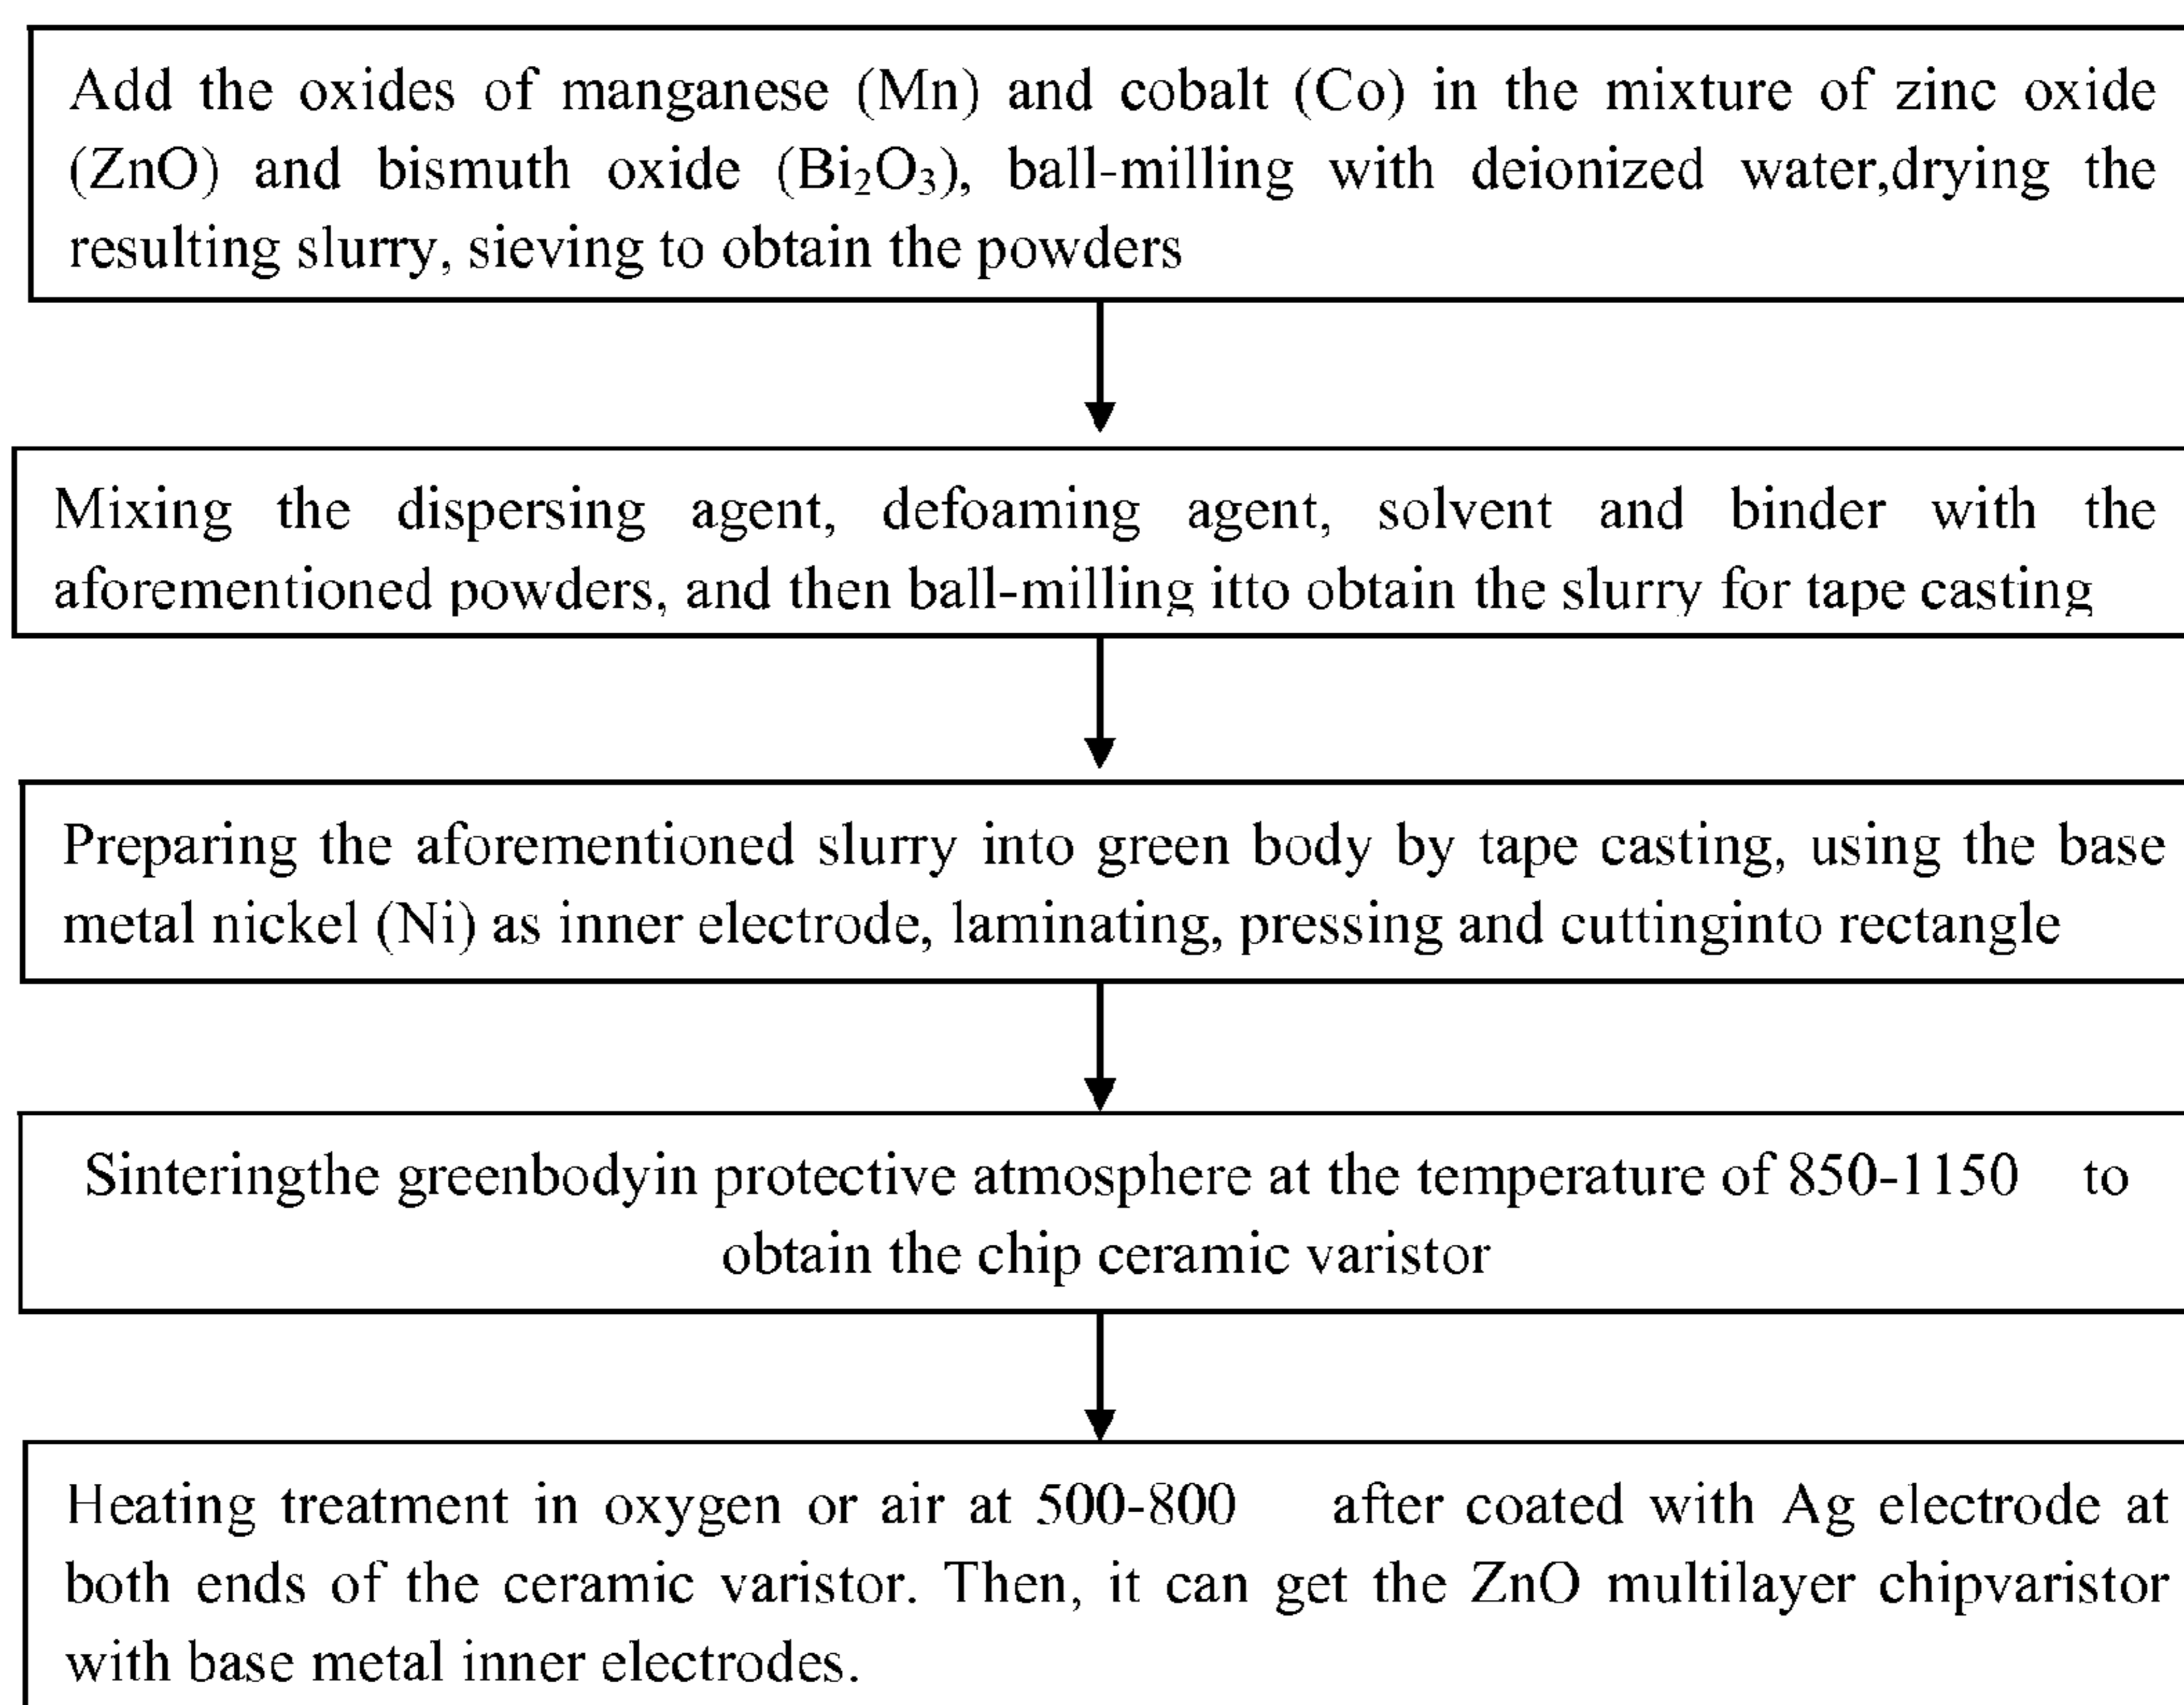 Add the oxides of manganese (Mn) and cobalt (Co) in the mixture of zinc oxide
(ZnO) and bismuth oxide (Bi₂O₃), ball-milling with deionized water,drying the
resulting slurry, sieving to obtain the powders
Mixing the dispersing agent, defoaming agent, solvent and binder with the
aforementioned powders, and then ball-milling itto obtain the slurry for tape casting
Preparing the aforementioned slurry into green body by tape casting, using the base
metal nickel (Ni) as inner electrode, laminating, pressing and cuttinginto rectangle
Sinteringthe greenbodyin protective atmosphere at the temperature of 850-1150 to
obtain the chip ceramic varistor
Heating treatment in oxygen or air at 500-800 after coated with Ag electrode at
both ends of the ceramic varistor. Then, it can get the ZnO multilayer chipvaristor
with base metal inner electrodes.